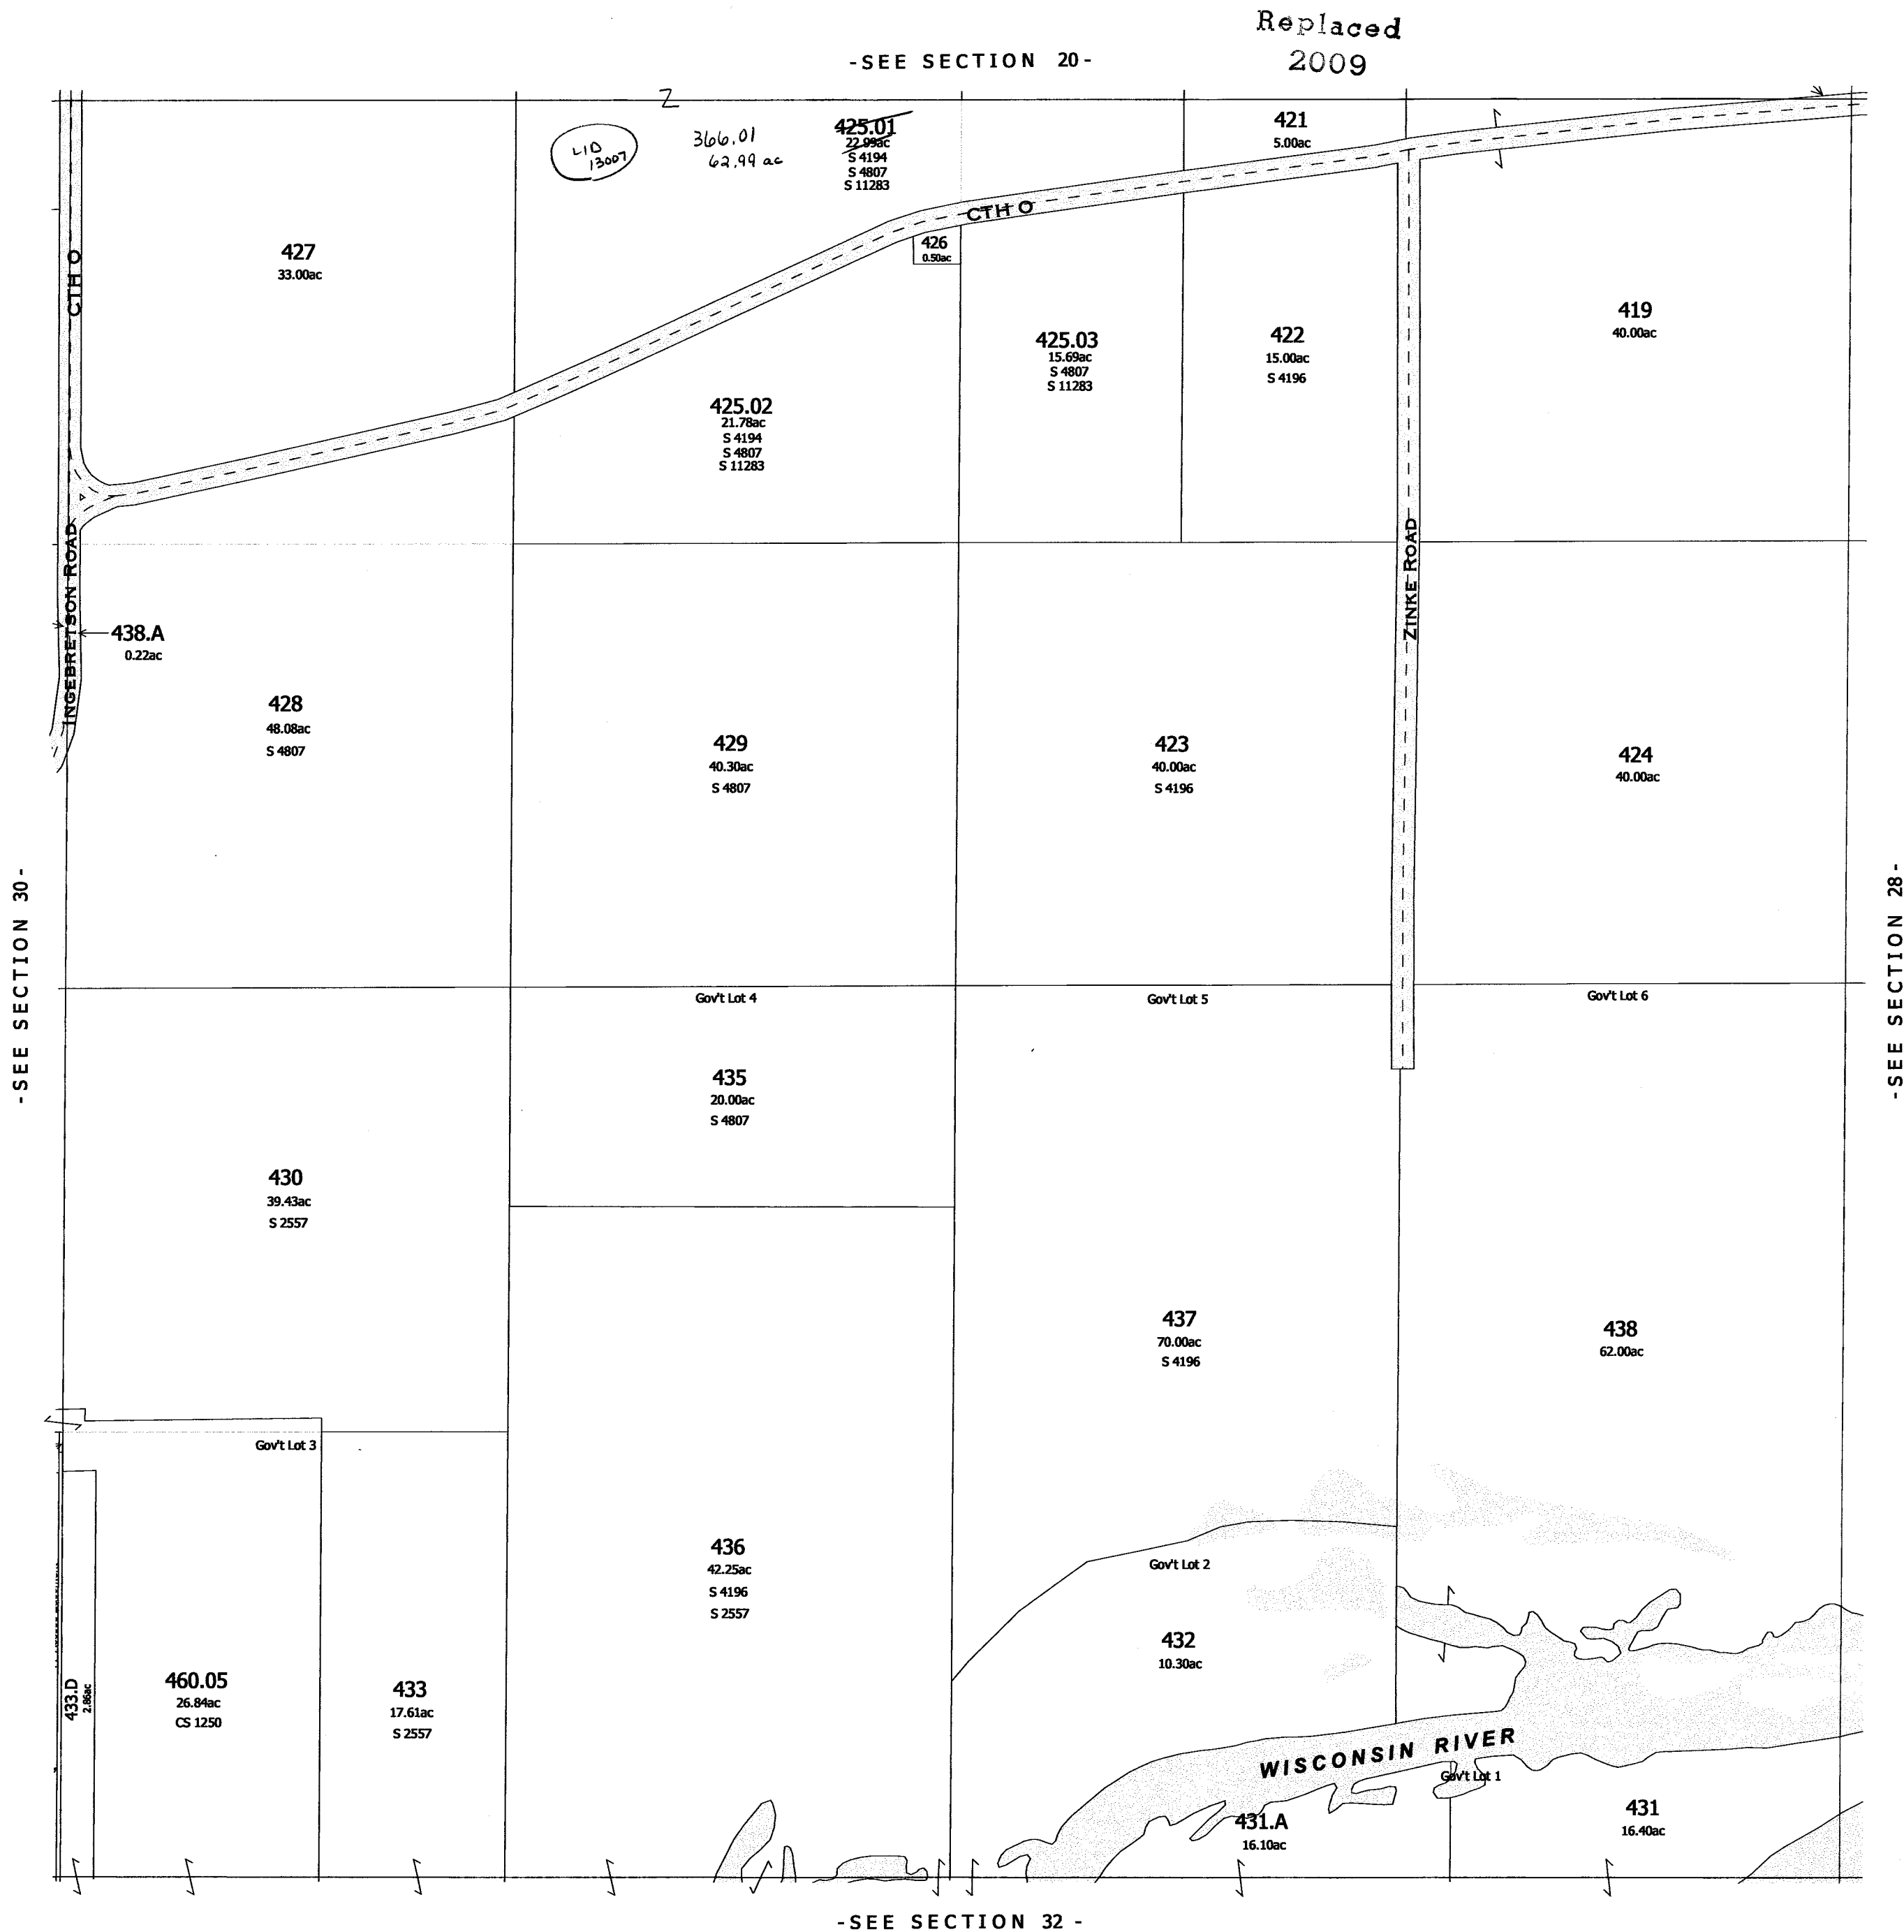 Replaced
2009
-SEE SECTION 20-
LID
13007
366.01
62.99 ac
425.01
22.99ac
S 4194
S 4807
S 11283
421
5.00ac
CTH O
CTH O
427
33.00ac
426
0.50ac
425.03
15.69ac
S 4807
S 11283
422
15.00ac
S 4196
419
40.00ac
425.02
21.78ac
S 4194
S 4807
S 11283
INGEBRETSON ROAD
ZINKE ROAD
438.A
0.22ac
428
48.08ac
S 4807
429
40.30ac
S 4807
423
40.00ac
S 4196
424
40.00ac
-SEE SECTION 30-
-SEE SECTION 28-
Gov't Lot 4
Gov't Lot 5
Gov't Lot 6
435
20.00ac
S 4807
430
39.43ac
S 2557
437
70.00ac
S 4196
438
62.00ac
Gov't Lot 3
436
42.25ac
S 4196
S 2557
Gov't Lot 2
432
10.30ac
433.D
2.86ac
460.05
26.84ac
CS 1250
433
17.61ac
S 2557
WISCONSIN RIVER
Gov't Lot 1
431.A
16.10ac
431
16.40ac
-SEE SECTION 32 -